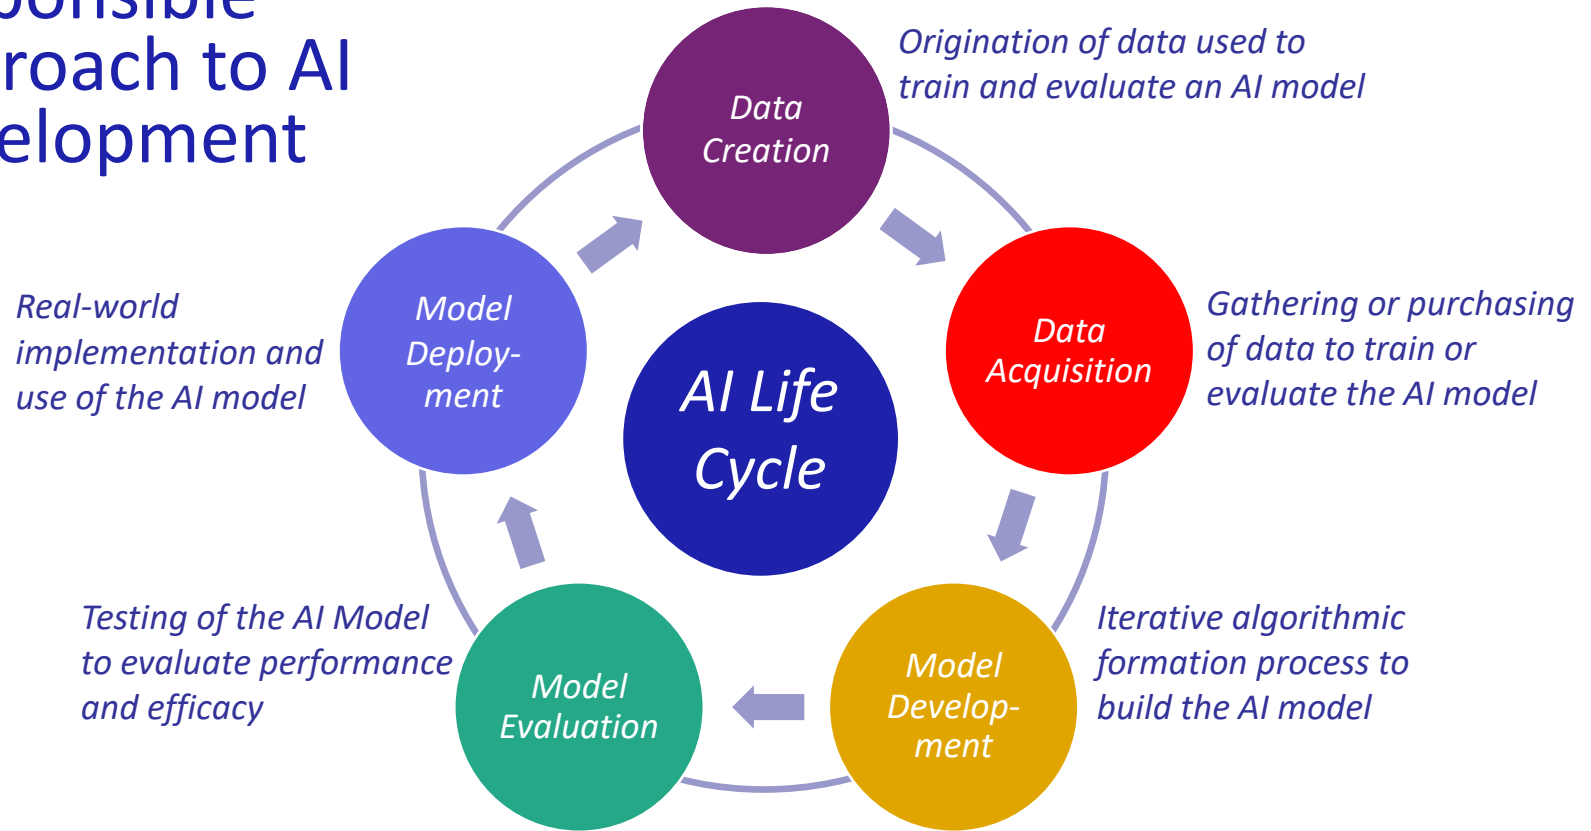 ponsible
roach to AI
elopment
Data
Creation
Origination of data used to
train and evaluate an AI model
Data
Acquisition
Gathering or purchasing
of data to train or
evaluate the AI model
Model
Develop-
ment
Iterative algorithmic
formation process to
build the AI model
Model
Evaluation
Testing of the AI Model
to evaluate performance
and efficacy
Model
Deploy-
ment
Real-world
implementation and
use of the AI model
AI Life
Cycle